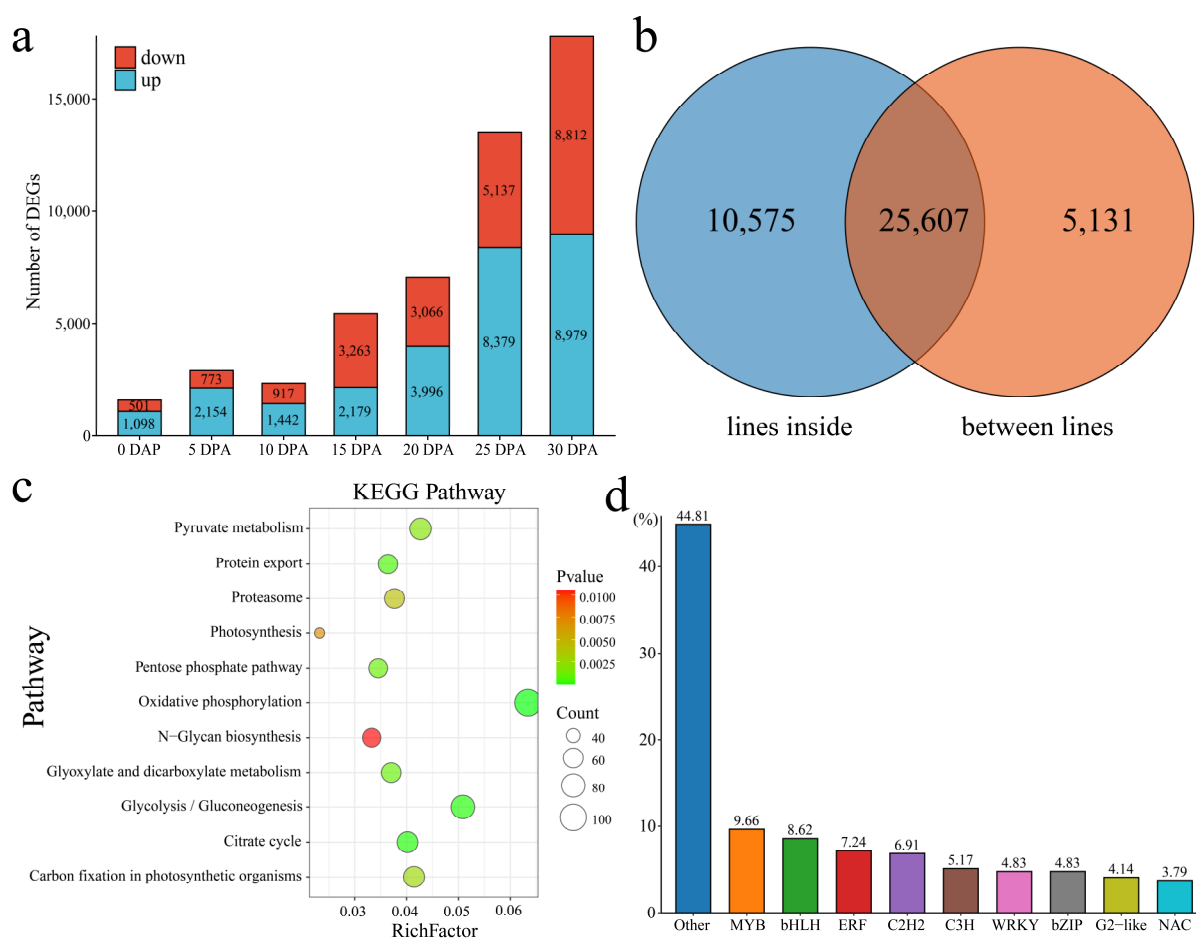 a
down
up
Number of DEGs
15,000
10,000
5,000
0
501
1,098
773
2,154
917
1,442
3,263
2,179
3,066
3,996
5,137
8,379
8,812
8,979
0 DAP 5 DPA 10 DPA 15 DPA 20 DPA 25 DPA 30 DPA
b
10,575 25,607 5,131
lines inside between lines
c
KEGG Pathway
Pathway
Pyruvate metabolism
Protein export
Proteasome
Photosynthesis
Pentose phosphate pathway
Oxidative phosphorylation
N−Glycan biosynthesis
Glyoxylate and dicarboxylate metabolism
Glycolysis / Gluconeogenesis
Citrate cycle
Carbon fixation in photosynthetic organisms
0.03 0.04 0.05 0.06
RichFactor
Pvalue
0.0100
0.0075
0.0050
0.0025
Count
40
60
80
100
d
(%)
40
30
20
10
0
44.81
9.66
8.62
7.24
6.91
5.17
4.83
4.83
4.14
3.79
Other MYB bHLH ERF C2H2 C3H WRKY bZIP G2−like NAC